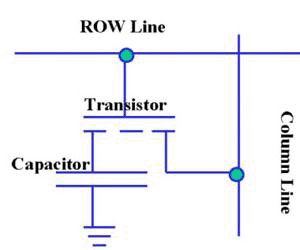 ROW Line
Transistor
Capacitor
Column Line